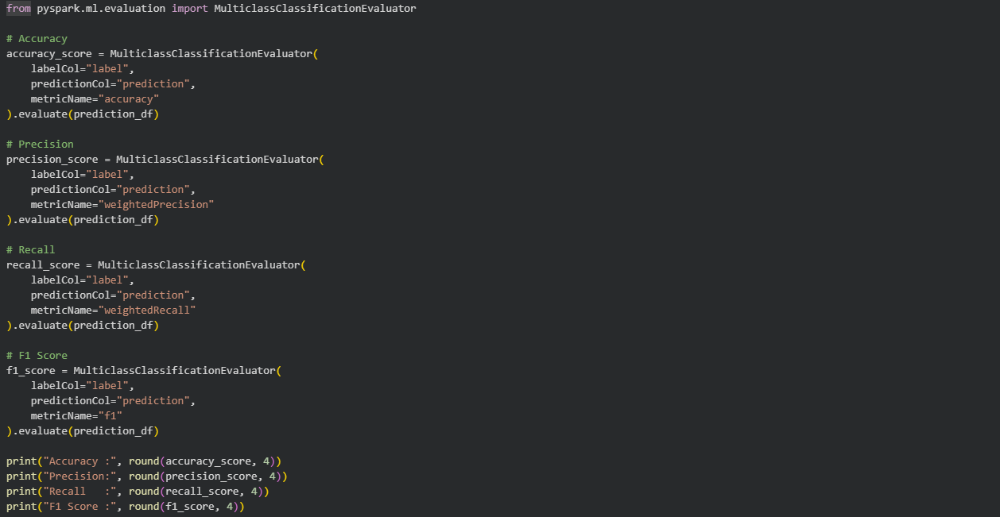 from pyspark.ml.evaluation import MulticlassClassificationEvaluator

# Accuracy
accuracy_score = MulticlassClassificationEvaluator(
    labelCol="label",
    predictionCol="prediction",
    metricName="accuracy"
).evaluate(prediction_df)

# Precision
precision_score = MulticlassClassificationEvaluator(
    labelCol="label",
    predictionCol="prediction",
    metricName="weightedPrecision"
).evaluate(prediction_df)

# Recall
recall_score = MulticlassClassificationEvaluator(
    labelCol="label",
    predictionCol="prediction",
    metricName="weightedRecall"
).evaluate(prediction_df)

# F1 Score
f1_score = MulticlassClassificationEvaluator(
    labelCol="label",
    predictionCol="prediction",
    metricName="f1"
).evaluate(prediction_df)

print("Accuracy :", round(accuracy_score, 4))
print("Precision:", round(precision_score, 4))
print("Recall   :", round(recall_score, 4))
print("F1 Score :", round(f1_score, 4))